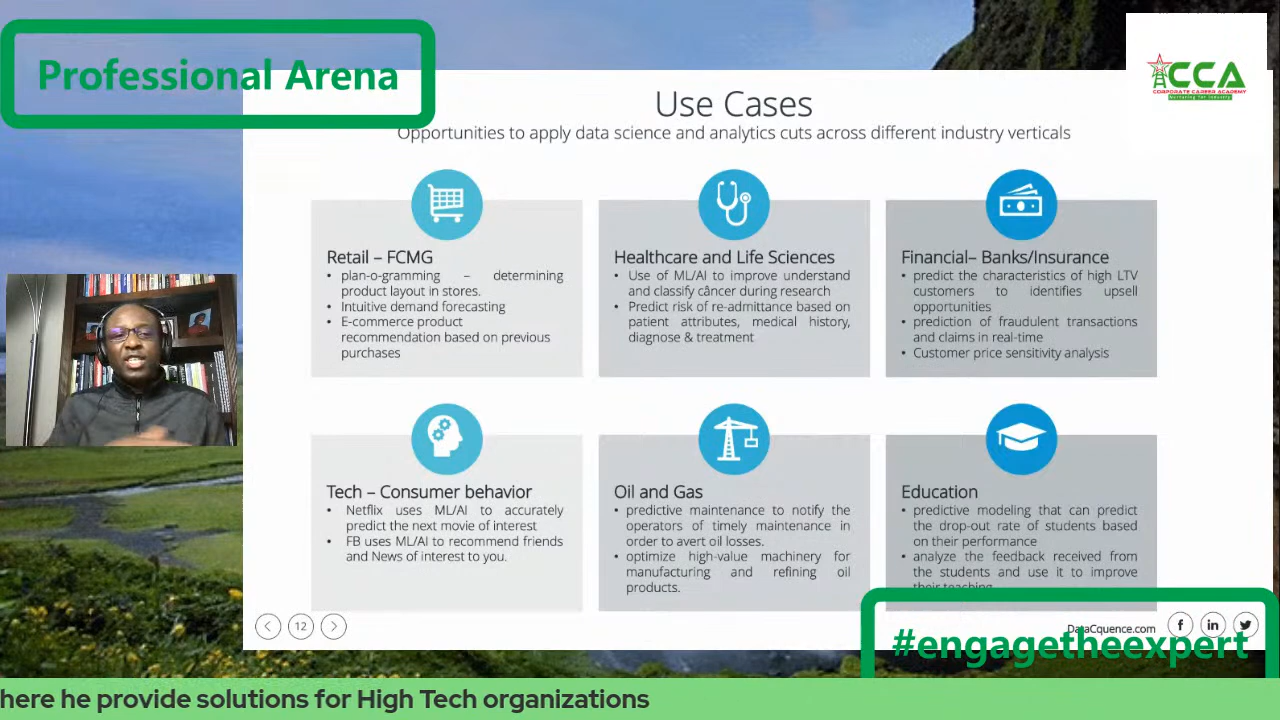 Professional Arena
CCA
CORPORATE CAREER ACADEMY
Nurturing for Industry
Use Cases
Opportunities to apply data science and analytics cuts across different industry verticals
Retail – FCMG
• plan-o-gramming – determining
product layout in stores.
• Intuitive demand forecasting
• E-commerce product
recommendation based on previous
purchases
Healthcare and Life Sciences
• Use of ML/AI to improve understand
and classify câncer during research
• Predict risk of re-admittance based on
patient attributes, medical history,
diagnose & treatment
Financial– Banks/Insurance
• predict the characteristics of high LTV
customers to identifies upsell
opportunities
• prediction of fraudulent transactions
and claims in real-time
• Customer price sensitivity analysis
Tech – Consumer behavior
• Netflix uses ML/AI to accurately
predict the next movie of interest
• FB uses ML/AI to recommend friends
and News of interest to you.
Oil and Gas
• predictive maintenance to notify the
operators of timely maintenance in
order to avert oil losses.
• optimize high-value machinery for
manufacturing and refining oil
products.
Education
• predictive modeling that can predict
the drop-out rate of students based
on their performance
• analyze the feedback received from
the students and use it to improve
their teaching
12
DataCquence.com
#engagetheexpert
here he provide solutions for High Tech organizations